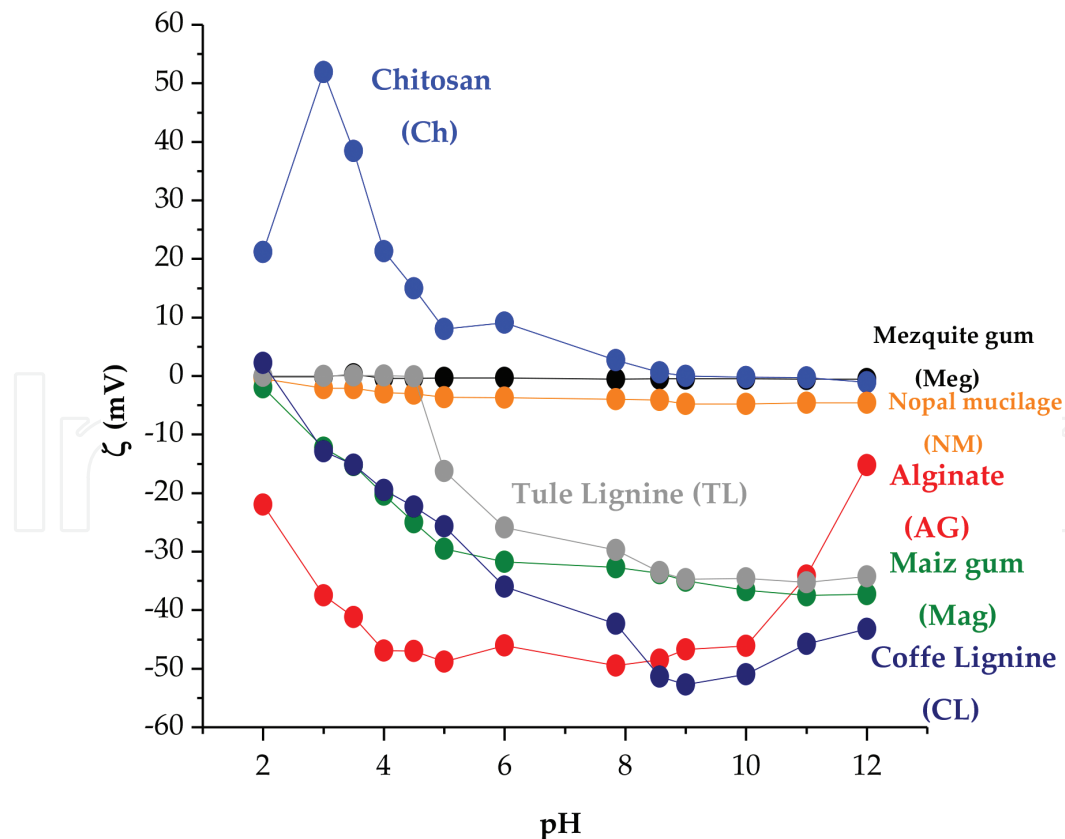 60
50
40
30
20
10
0
-10
-20
-30
-40
-50
-60
ζ (mV)
Chitosan
(Ch)
Mezquite gum
(Meg)
Nopal mucilage
(NM)
Tule Lignine (TL)
Alginate
(AG)
Maiz gum
(Mag)
Coffe Lignine
(CL)
2 4 6 8 10 12
pH